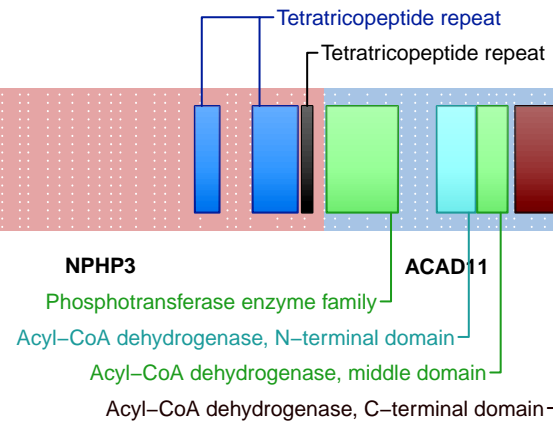 Tetratricopeptide repeat
Tetratricopeptide repeat
NPHP3 ACAD11
Phosphotransferase enzyme family
Acyl−CoA dehydrogenase, N−terminal domain
Acyl−CoA dehydrogenase, middle domain
Acyl−CoA dehydrogenase, C−terminal domain